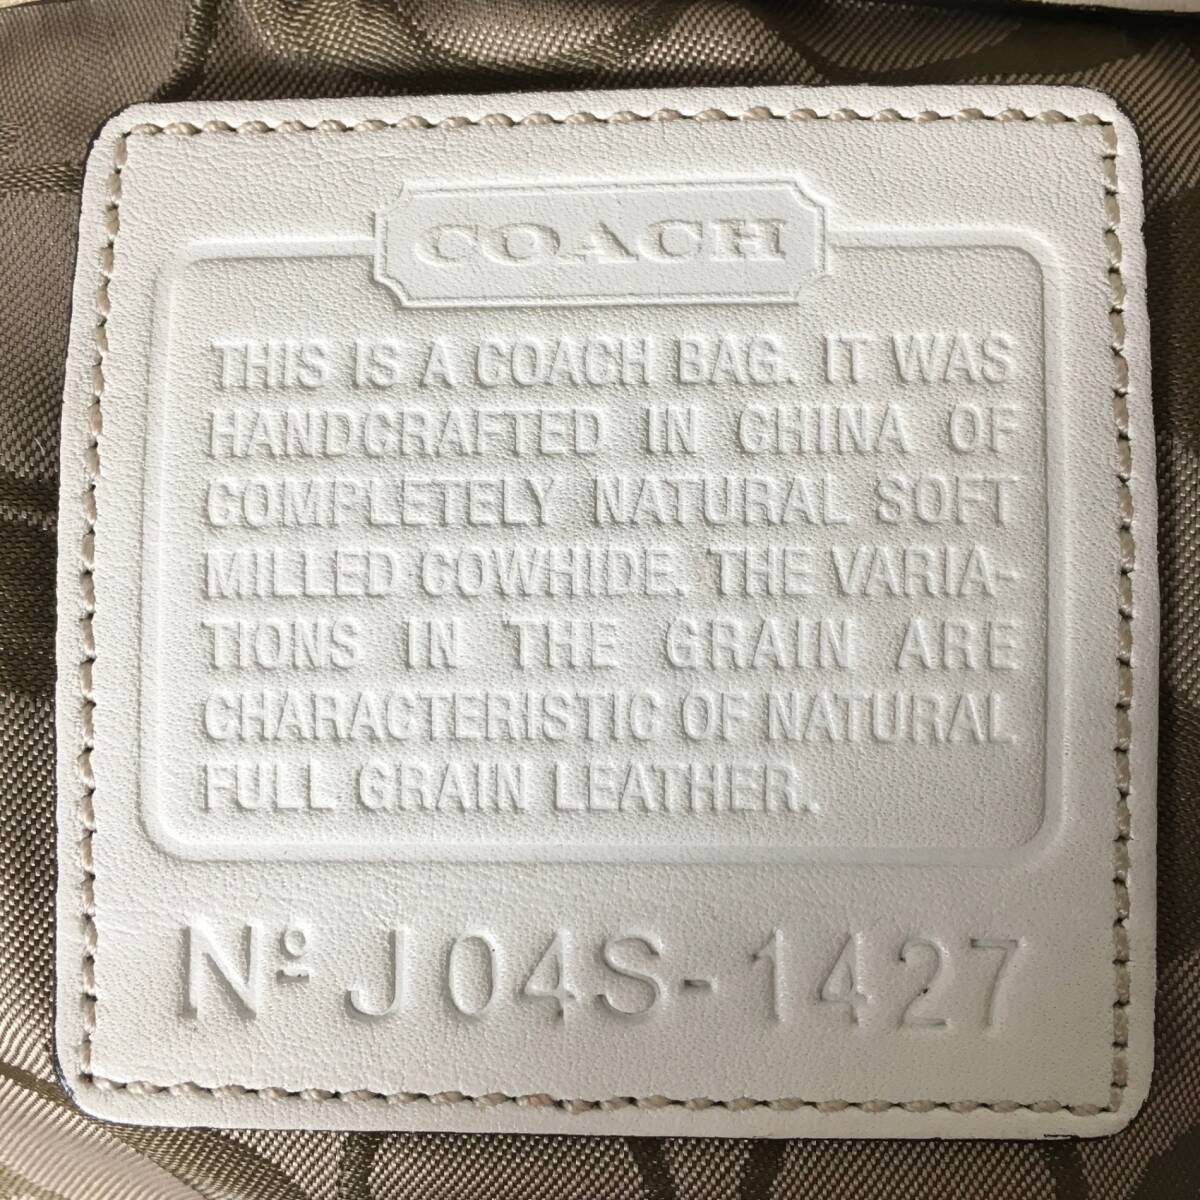 COACH
THIS IS A COACH BAG. IT WAS
HANDCRAFTED IN CHINA OF
COMPLETELY NATURAL SOFT
MILLED COWHIDE. THE VARIA-
TIONS IN THE GRAIN ARE
CHARACTERISTIC OF NATURAL
FULL GRAIN LEATHER.
Nº J04S-1427